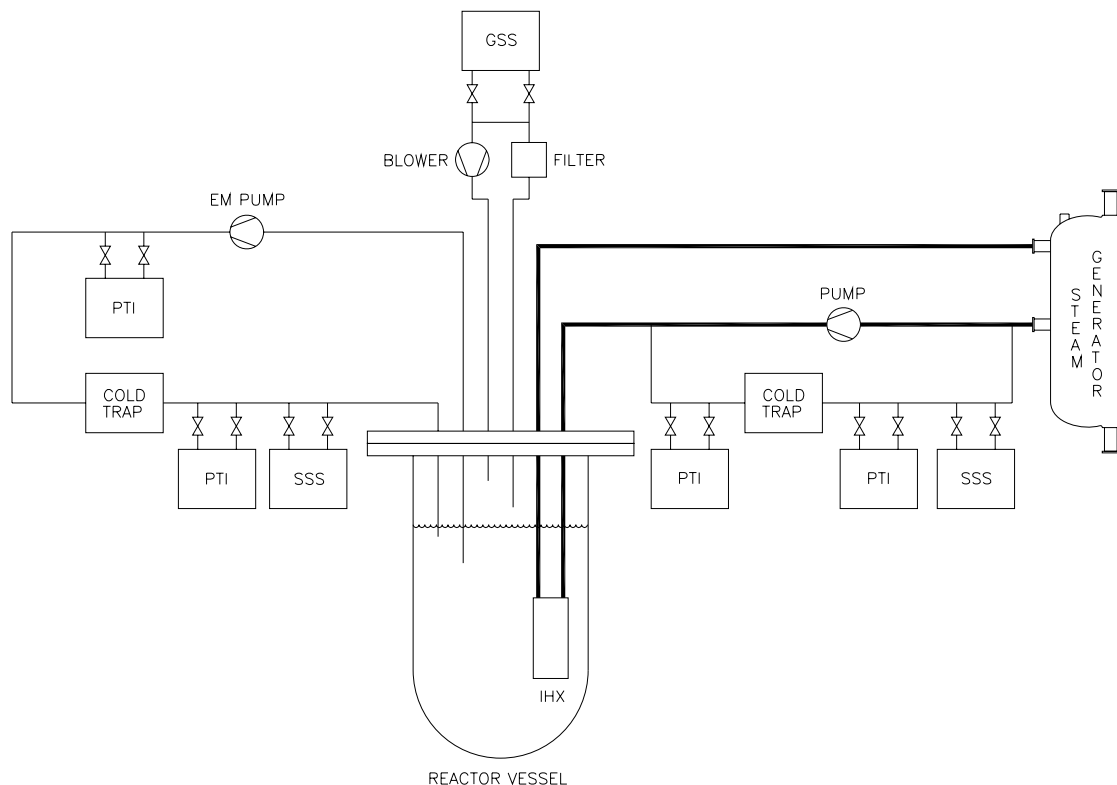 GSS
BLOWER
FILTER
EM PUMP
PTI
PUMP
STEAM
GENERATOR
COLD
TRAP
COLD
TRAP
PTI
SSS
PTI
PTI
SSS
IHX
REACTOR VESSEL